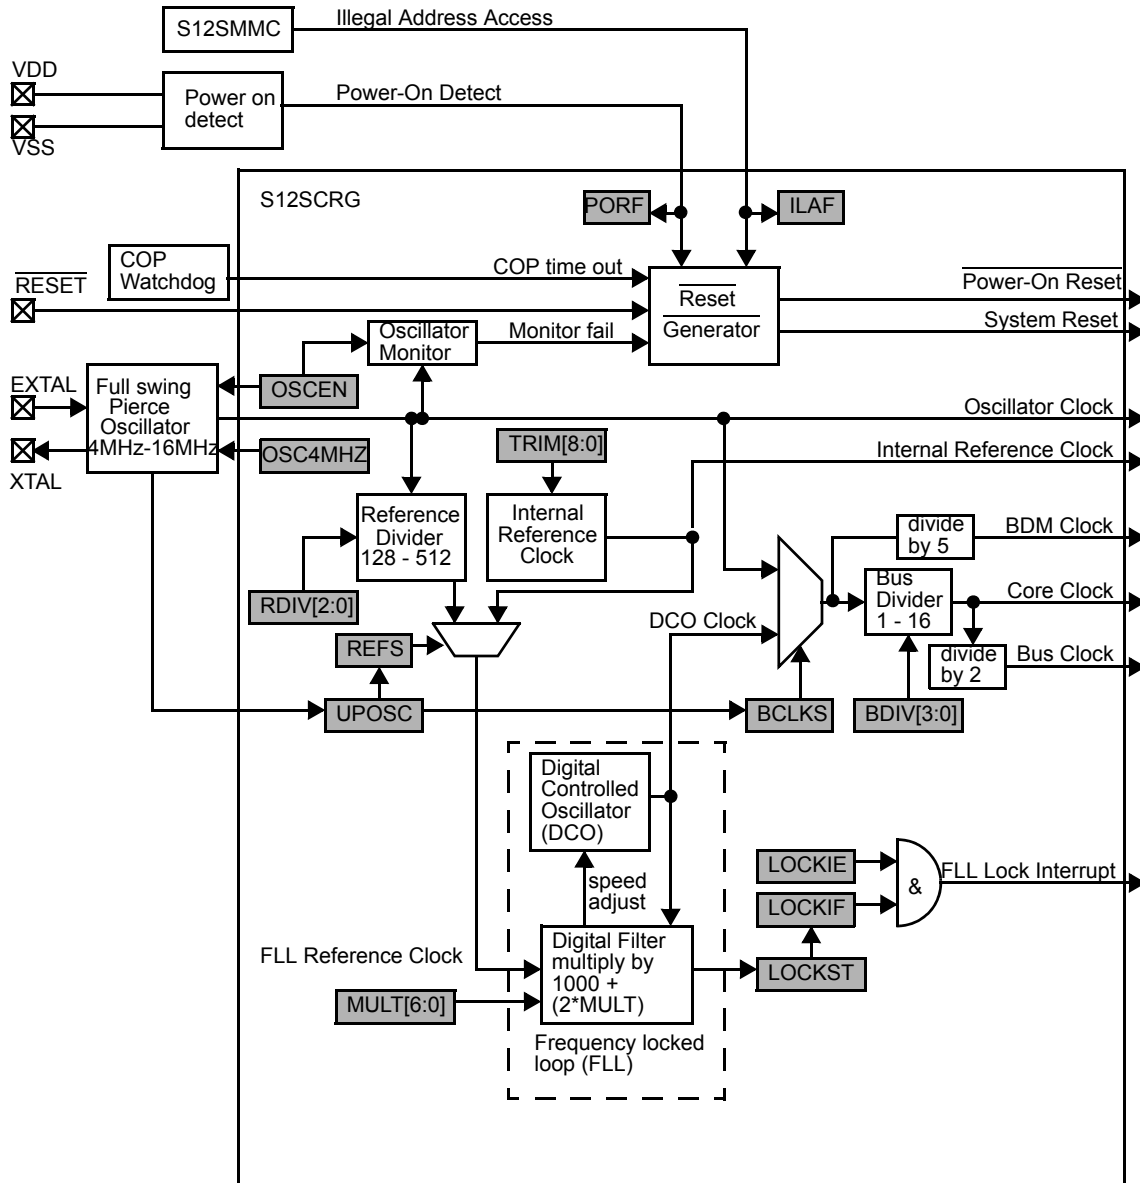 Illegal Address Access
S12SMMC
VDD
Power on
detect
Power-On Detect
VSS
S12SCRG
PORF
ILAF
COP
Watchdog
COP time out
RESET
Reset
Generator
Power-On Reset
System Reset
Oscillator
Monitor
Monitor fail
EXTAL
Full swing
Pierce
Oscillator
4MHz-16MHz
OSCEN
Oscillator Clock
OSC4MHZ
TRIM[8:0]
Internal Reference Clock
XTAL
Reference
Divider
128 - 512
Internal
Reference
Clock
divide
by 5
BDM Clock
RDIV[2:0]
Bus
Divider
1 - 16
Core Clock
DCO Clock
REFS
divide
by 2
Bus Clock
UPOSC
BCLKS
BDIV[3:0]
Digital
Controlled
Oscillator
(DCO)
LOCKIE
&
FLL Lock Interrupt
speed
adjust
LOCKIF
FLL Reference Clock
Digital Filter
multiply by
1000 +
(2*MULT)
LOCKST
MULT[6:0]
Frequency locked
loop (FLL)